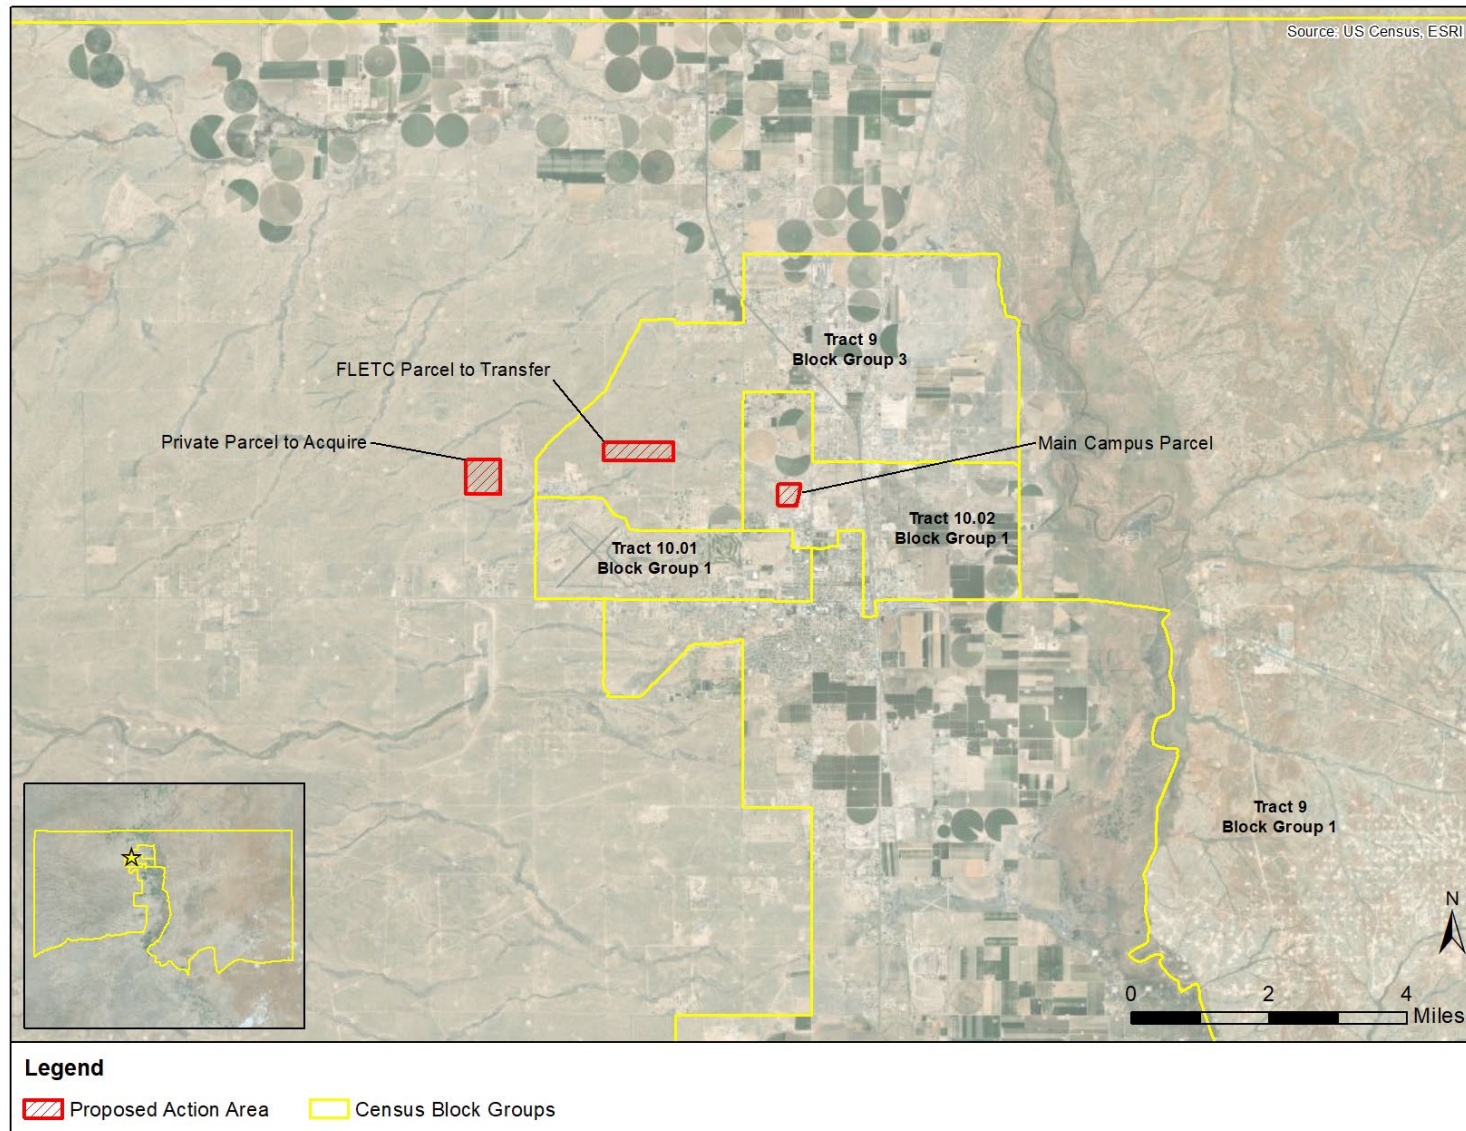 Source: US Census, ESRI
Tract 9
Block Group 3
FLETC Parcel to Transfer
Private Parcel to Acquire
Main Campus Parcel
Tract 10.02
Block Group 1
Tract 10.01
Block Group 1
Tract 9
Block Group 1
N
0 2 4
Miles
Legend
Proposed Action Area
Census Block Groups